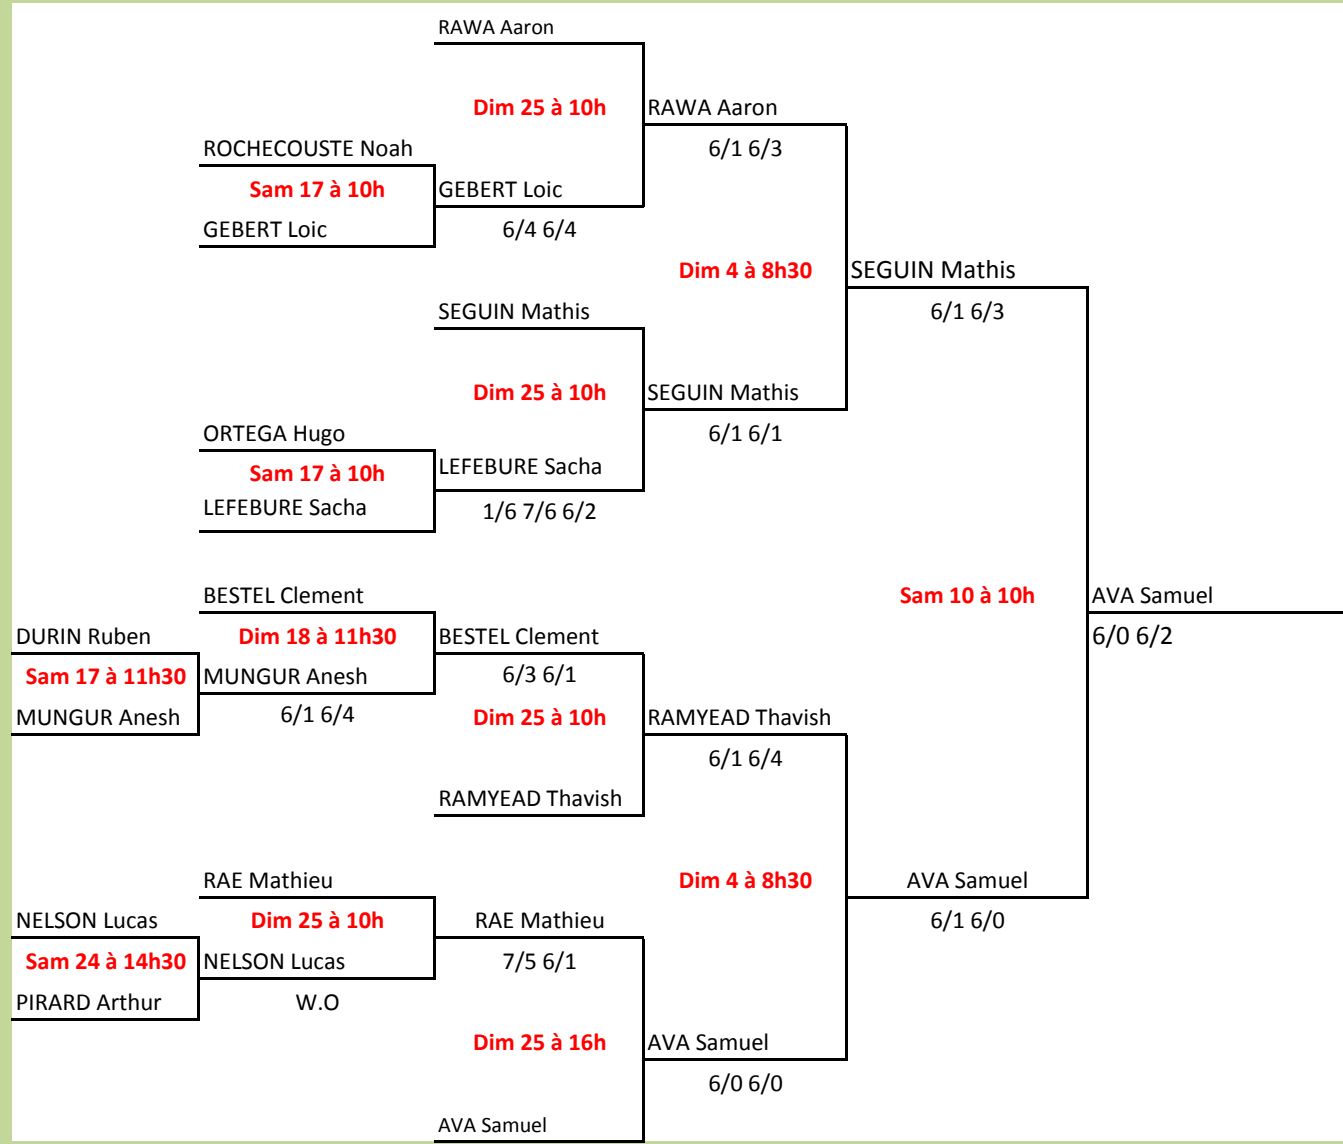 RAWA Aaron
Dim 25 à 10h
RAWA Aaron
6/1 6/3
ROCHECOUSTE Noah
Sam 17 à 10h
GEBERT Loic
GEBERT Loic
6/4 6/4
Dim 4 à 8h30
SEGUIN Mathis
6/1 6/3
SEGUIN Mathis
Dim 25 à 10h
SEGUIN Mathis
6/1 6/1
ORTEGA Hugo
Sam 17 à 10h
LEFEBURE Sacha
LEFEBURE Sacha
1/6 7/6 6/2
Sam 10 à 10h
AVA Samuel
6/0 6/2
BESTEL Clement
DURIN Ruben
Dim 18 à 11h30
BESTEL Clement
6/3 6/1
Sam 17 à 11h30
MUNGUR Anesh
MUNGUR Anesh
6/1 6/4
Dim 25 à 10h
RAMYEAD Thavish
6/1 6/4
RAMYEAD Thavish
Dim 4 à 8h30
AVA Samuel
6/1 6/0
RAE Mathieu
NELSON Lucas
Dim 25 à 10h
RAE Mathieu
7/5 6/1
Sam 24 à 14h30
NELSON Lucas
PIRARD Arthur
W.O
Dim 25 à 16h
AVA Samuel
6/0 6/0
AVA Samuel